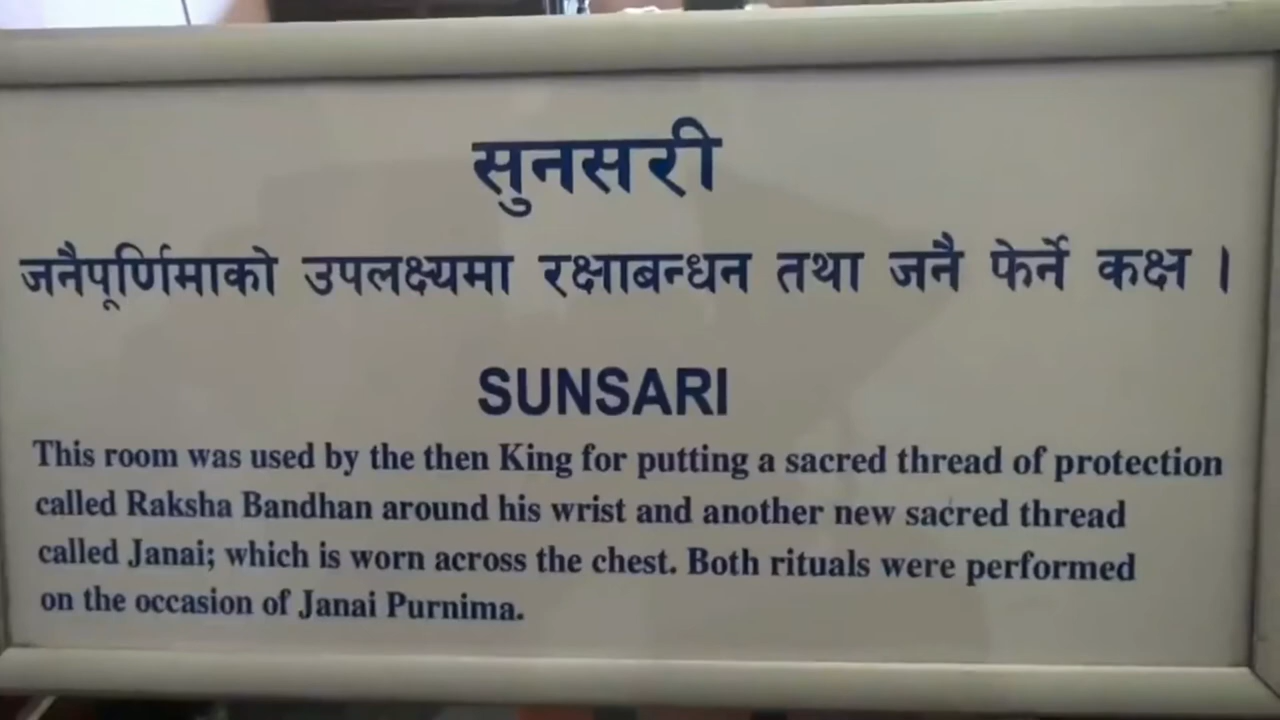 सुनसरी
जनैपूर्णिमाको उपलक्ष्यमा रक्षाबन्धन तथा जनै फेर्ने कक्ष ।
SUNSARI
This room was used by the then King for putting a sacred thread of protection
called Raksha Bandhan around his wrist and another new sacred thread
called Janai; which is worn across the chest. Both rituals were performed
on the occasion of Janai Purnima.